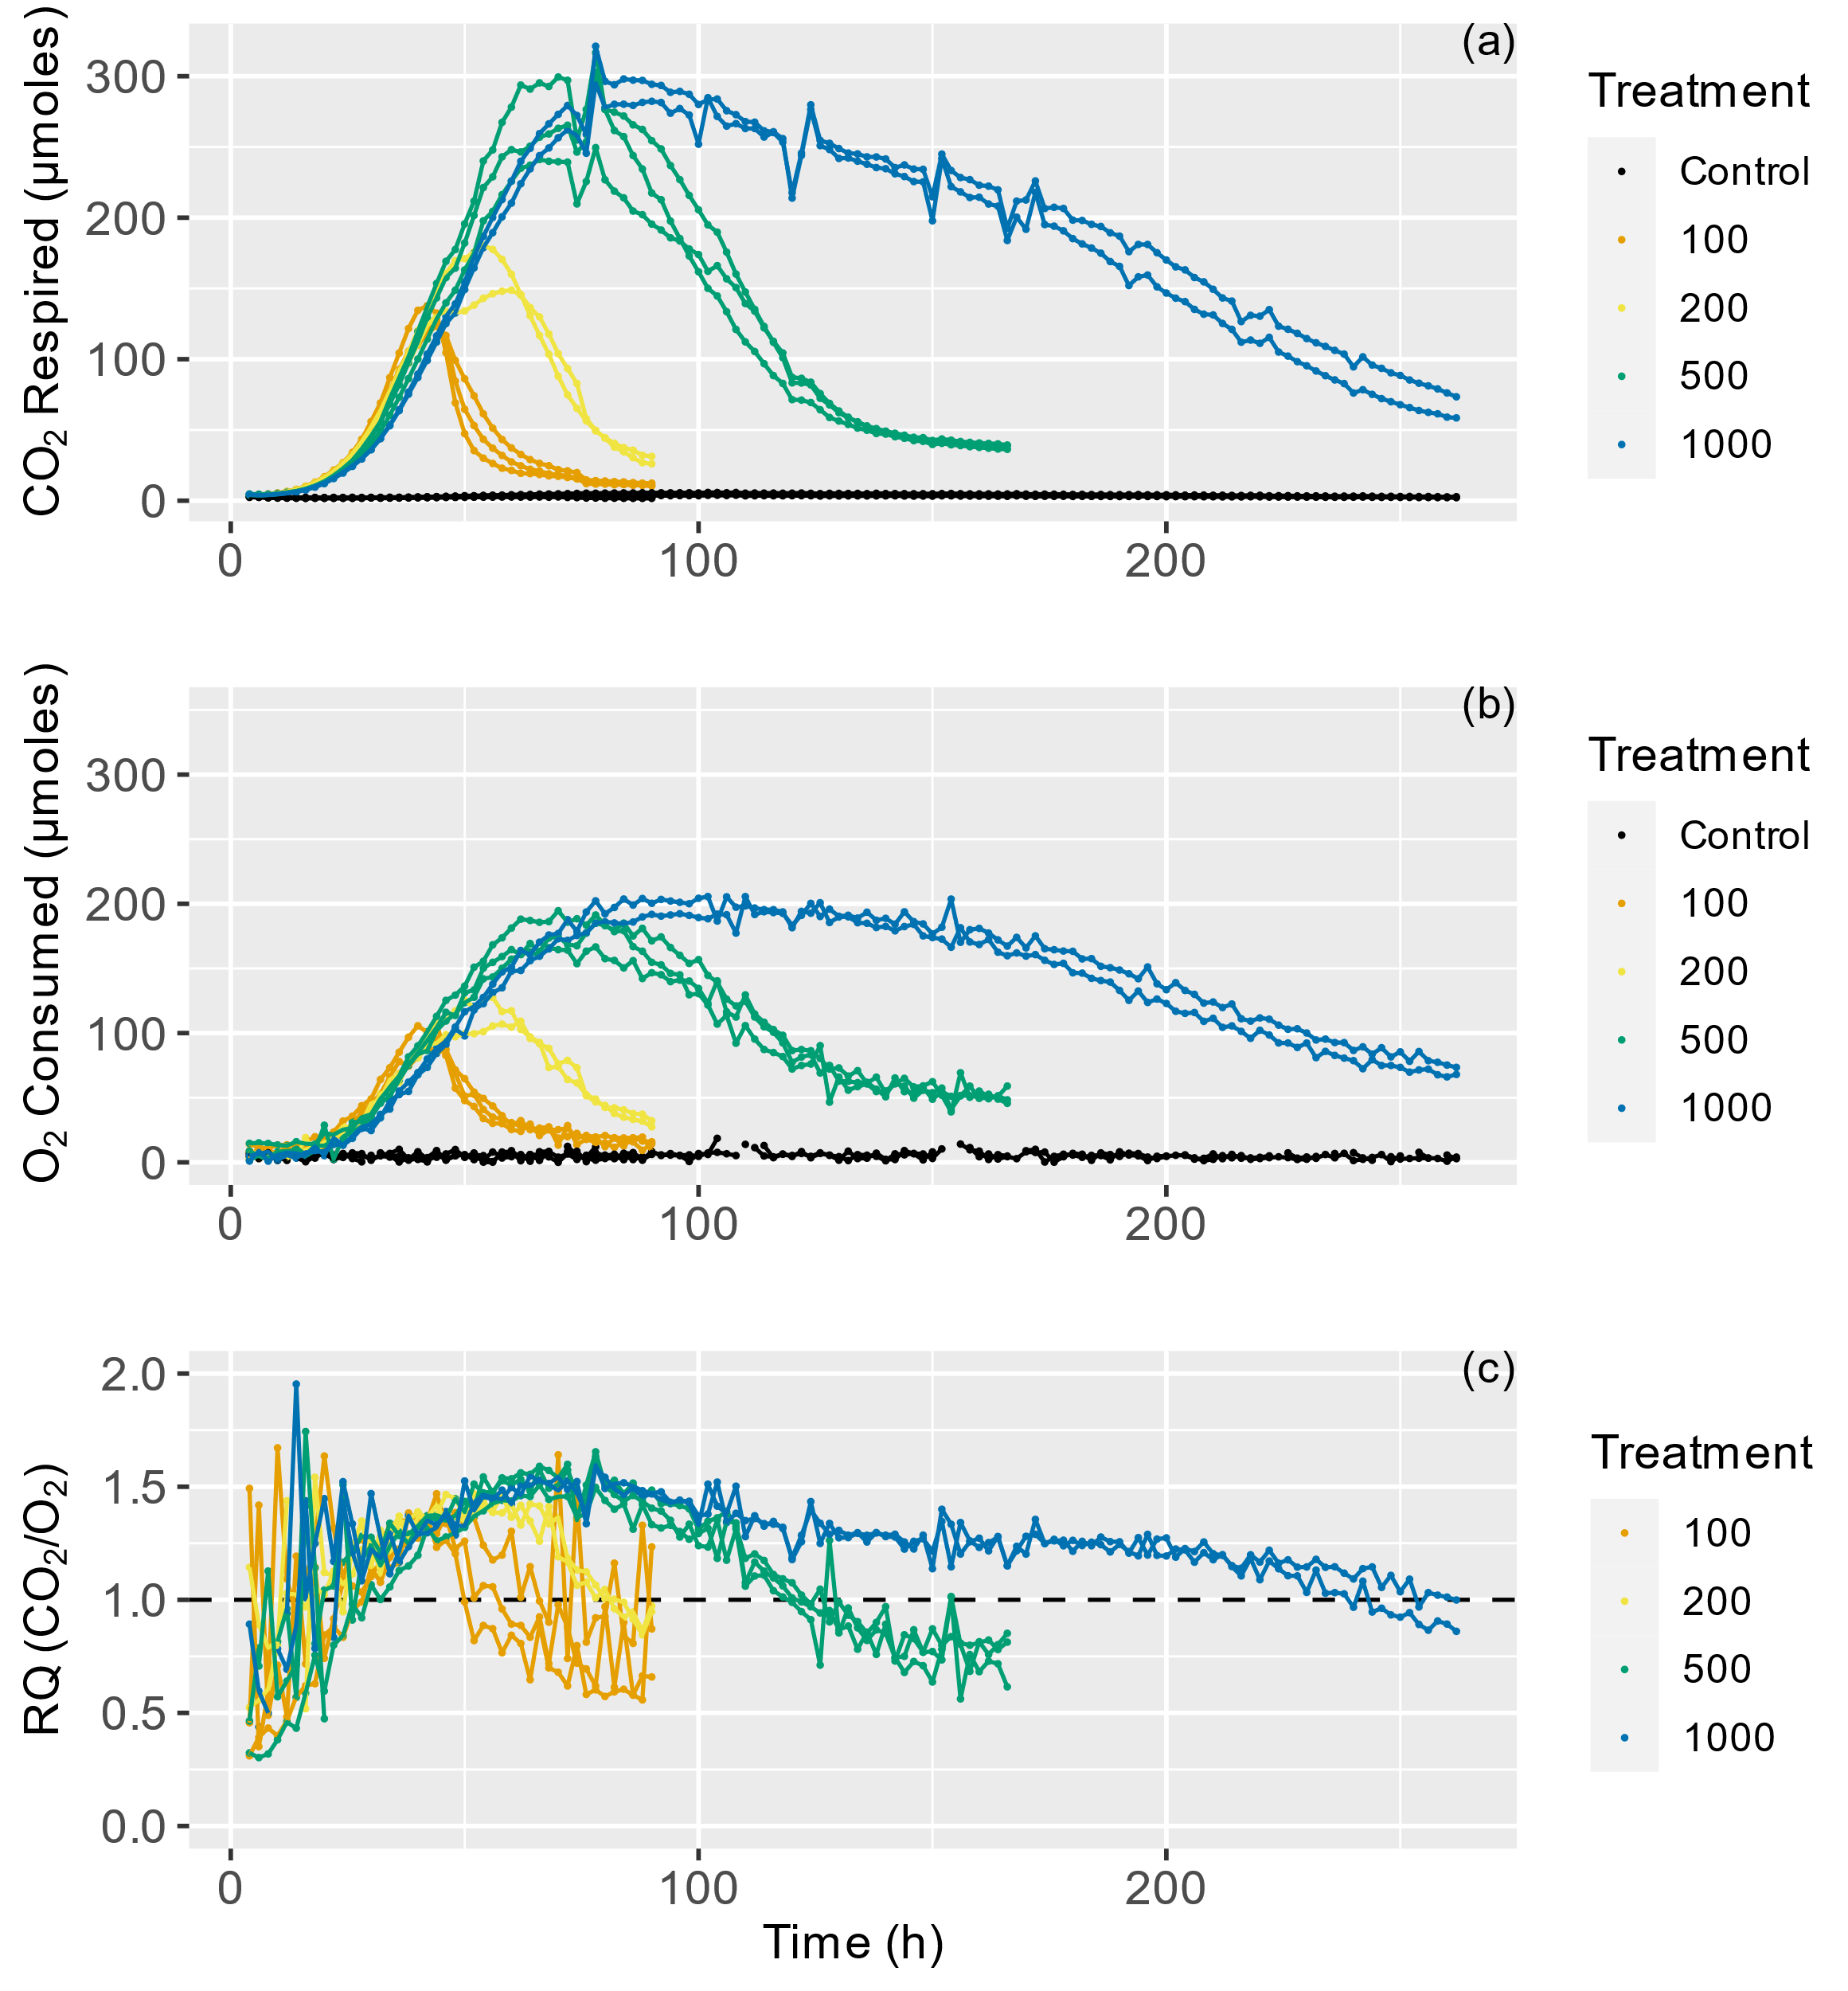 (a)
CO₂ Respired (µmoles)
300
200
100
0
0 100 200
Treatment
Control
100
200
500
1000
(b)
O₂ Consumed (µmoles)
300
200
100
0
0 100 200
Treatment
Control
100
200
500
1000
(c)
RQ (CO₂/O₂)
2.0
1.5
1.0
0.5
0.0
0 100 200
Time (h)
Treatment
100
200
500
1000